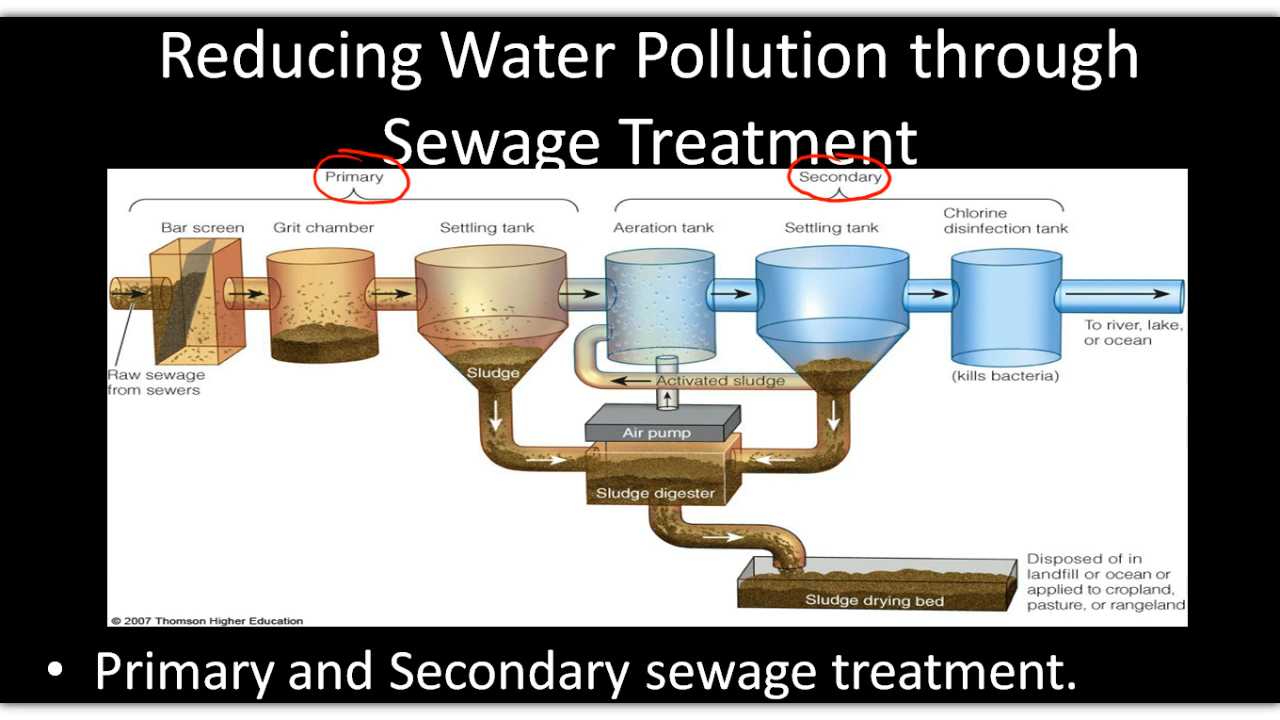 Reducing Water Pollution through
Sewage Treatment
Primary
Secondary
Bar screen
Grit chamber
Settling tank
Aeration tank
Settling tank
Chlorine
disinfection tank
Raw sewage
from sewers
Sludge
Activated sludge
(kills bacteria)
To river, lake,
or ocean
Air pump
Sludge digester
Sludge drying bed
Disposed of in
landfill or ocean or
applied to cropland,
pasture, or rangeland
© 2007 Thomson Higher Education
• Primary and Secondary sewage treatment.